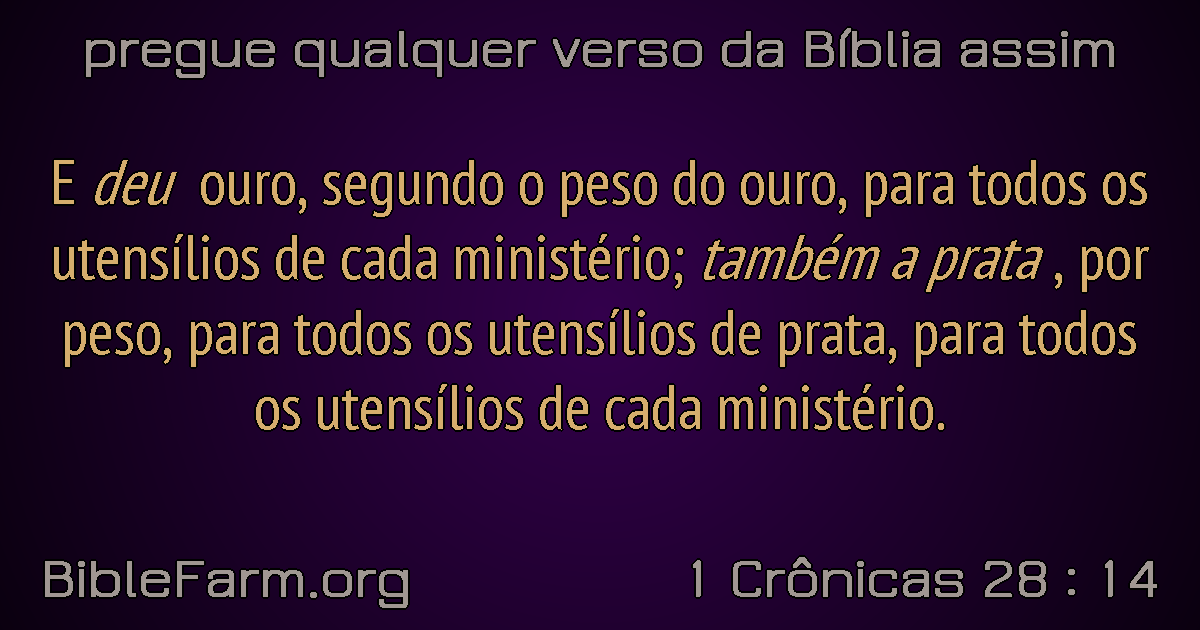 pregue qualquer verso da Bíblia assim
E deu ouro, segundo o peso do ouro, para todos os
utensílios de cada ministério; também a prata , por
peso, para todos os utensílios de prata, para todos
os utensílios de cada ministério.
BibleFarm.org
1 Crônicas 28 : 14